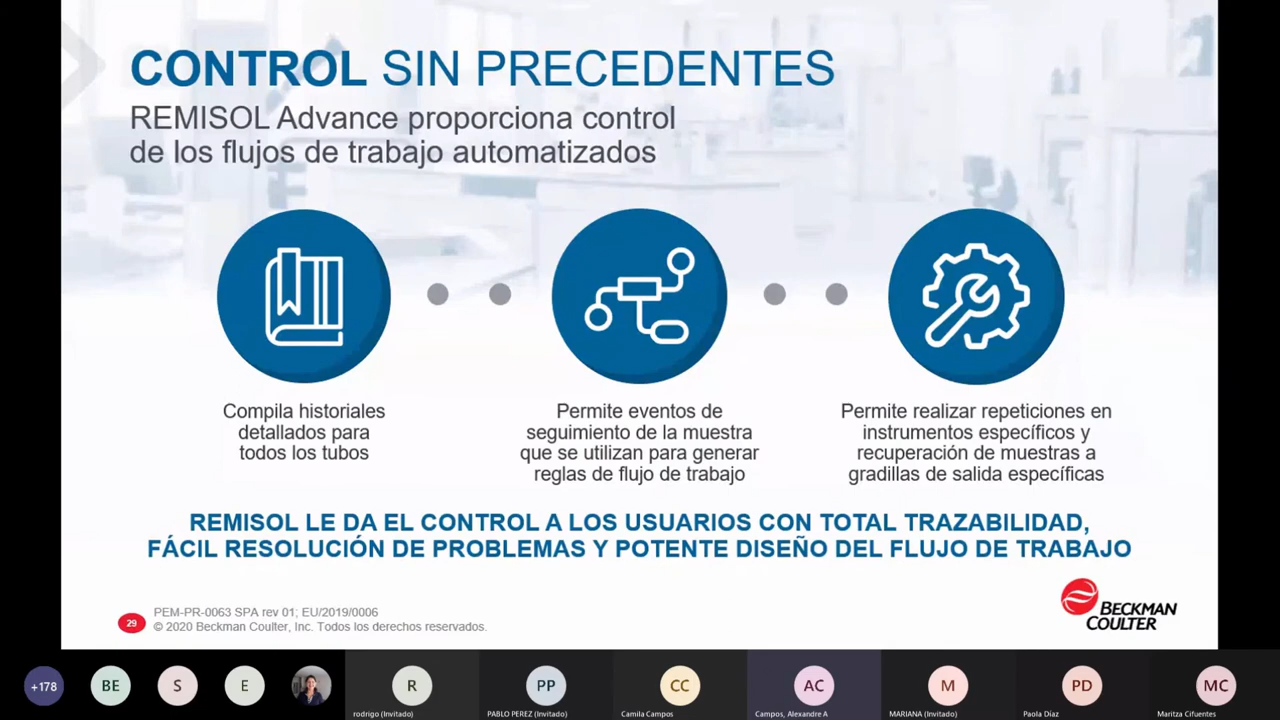 CONTROL SIN PRECEDENTES
REMISOL Advance proporciona control
de los flujos de trabajo automatizados
Compila historiales
detallados para
todos los tubos
Permite eventos de
seguimiento de la muestra
que se utilizan para generar
reglas de flujo de trabajo
Permite realizar repeticiones en
instrumentos específicos y
recuperación de muestras a
gradillas de salida específicas
REMISOL LE DA EL CONTROL A LOS USUARIOS CON TOTAL TRAZABILIDAD,
FÁCIL RESOLUCIÓN DE PROBLEMAS Y POTENTE DISEÑO DEL FLUJO DE TRABAJO
29
PEM-PR-0063 SPA rev 01; EU/2019/0006
© 2020 Beckman Coulter, Inc. Todos los derechos reservados.
BECKMAN
COULTER
+178
BE
S
E
R
rodrigo (Invitado)
PP
PABLO PEREZ (Invitado)
CC
Camila Campos
AC
Campos, Alexandre A
M
MARIANA (Invitado)
PD
Paola Díaz
MC
Maritza Cifuentes